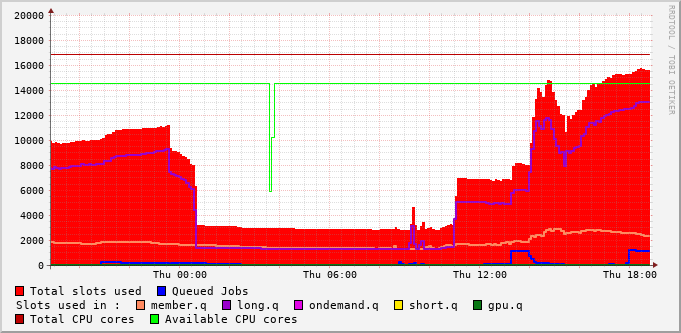 20000
18000
16000
14000
12000
10000
8000
6000
4000
2000
0
Thu 00:00 Thu 06:00 Thu 12:00 Thu 18:00
RRDTOOL / TOBI OETIKER
Total slots used Queued Jobs
Slots used in : member.q long.q ondemand.q short.q gpu.q
Total CPU cores Available CPU cores